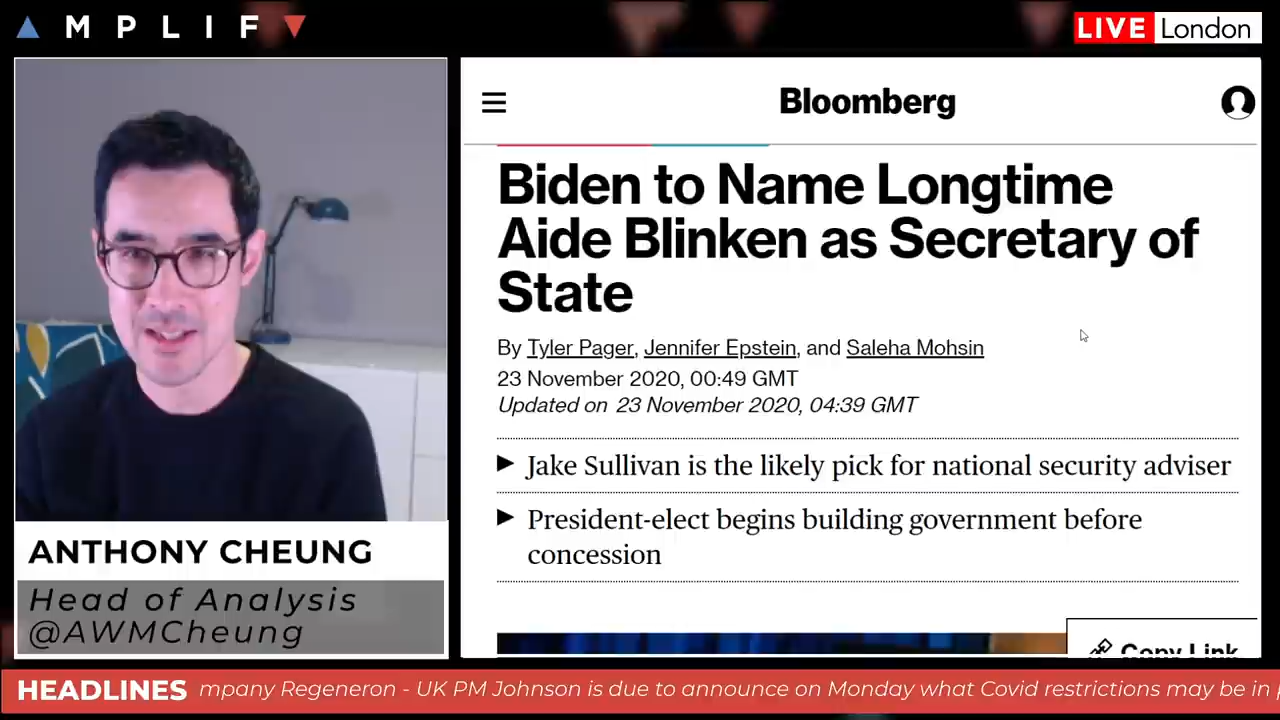 AMPLIFY
LIVE London
Bloomberg
Biden to Name Longtime
Aide Blinken as Secretary of
State
By Tyler Pager, Jennifer Epstein, and Saleha Mohsin
23 November 2020, 00:49 GMT
Updated on 23 November 2020, 04:39 GMT
Jake Sullivan is the likely pick for national security adviser
President-elect begins building government before
concession
Copy Link
ANTHONY CHEUNG
Head of Analysis
@AWMCheung
HEADLINES mpany Regeneron - UK PM Johnson is due to announce on Monday what Covid restrictions may be in